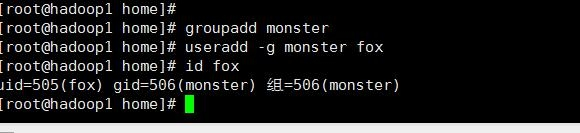 [root@hadoop1 home]#
[root@hadoop1 home]# groupadd monster
[root@hadoop1 home]# useradd -g monster fox
[root@hadoop1 home]# id fox
uid=505(fox) gid=506(monster) 组=506(monster)
[root@hadoop1 home]#